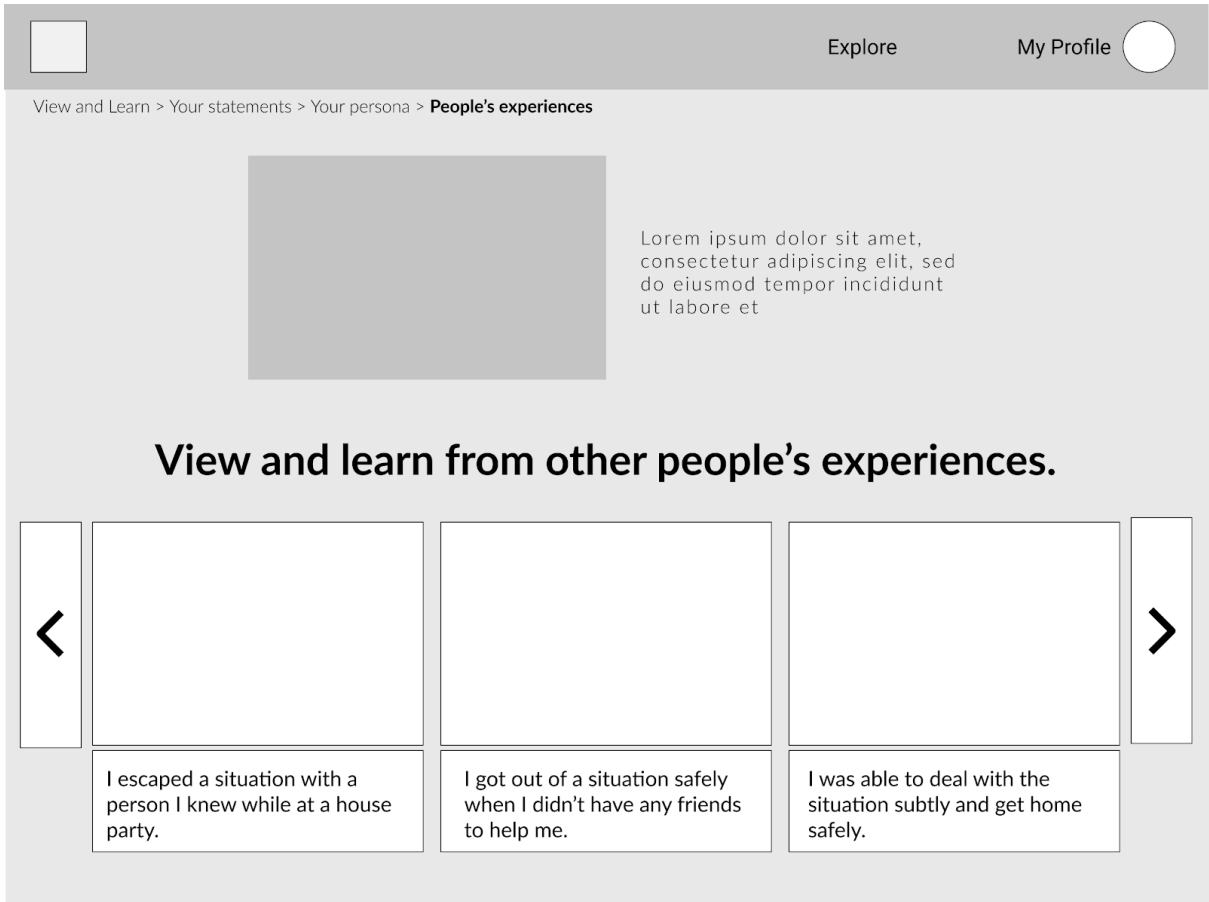 Explore
My Profile
View and Learn > Your statements > Your persona > People’s experiences
Lorem ipsum dolor sit amet,
consectetur adipiscing elit, sed
do eiusmod tempor incididunt
ut labore et
View and learn from other people’s experiences.
I escaped a situation with a
person I knew while at a house
party.
I got out of a situation safely
when I didn’t have any friends
to help me.
I was able to deal with the
situation subtly and get home
safely.